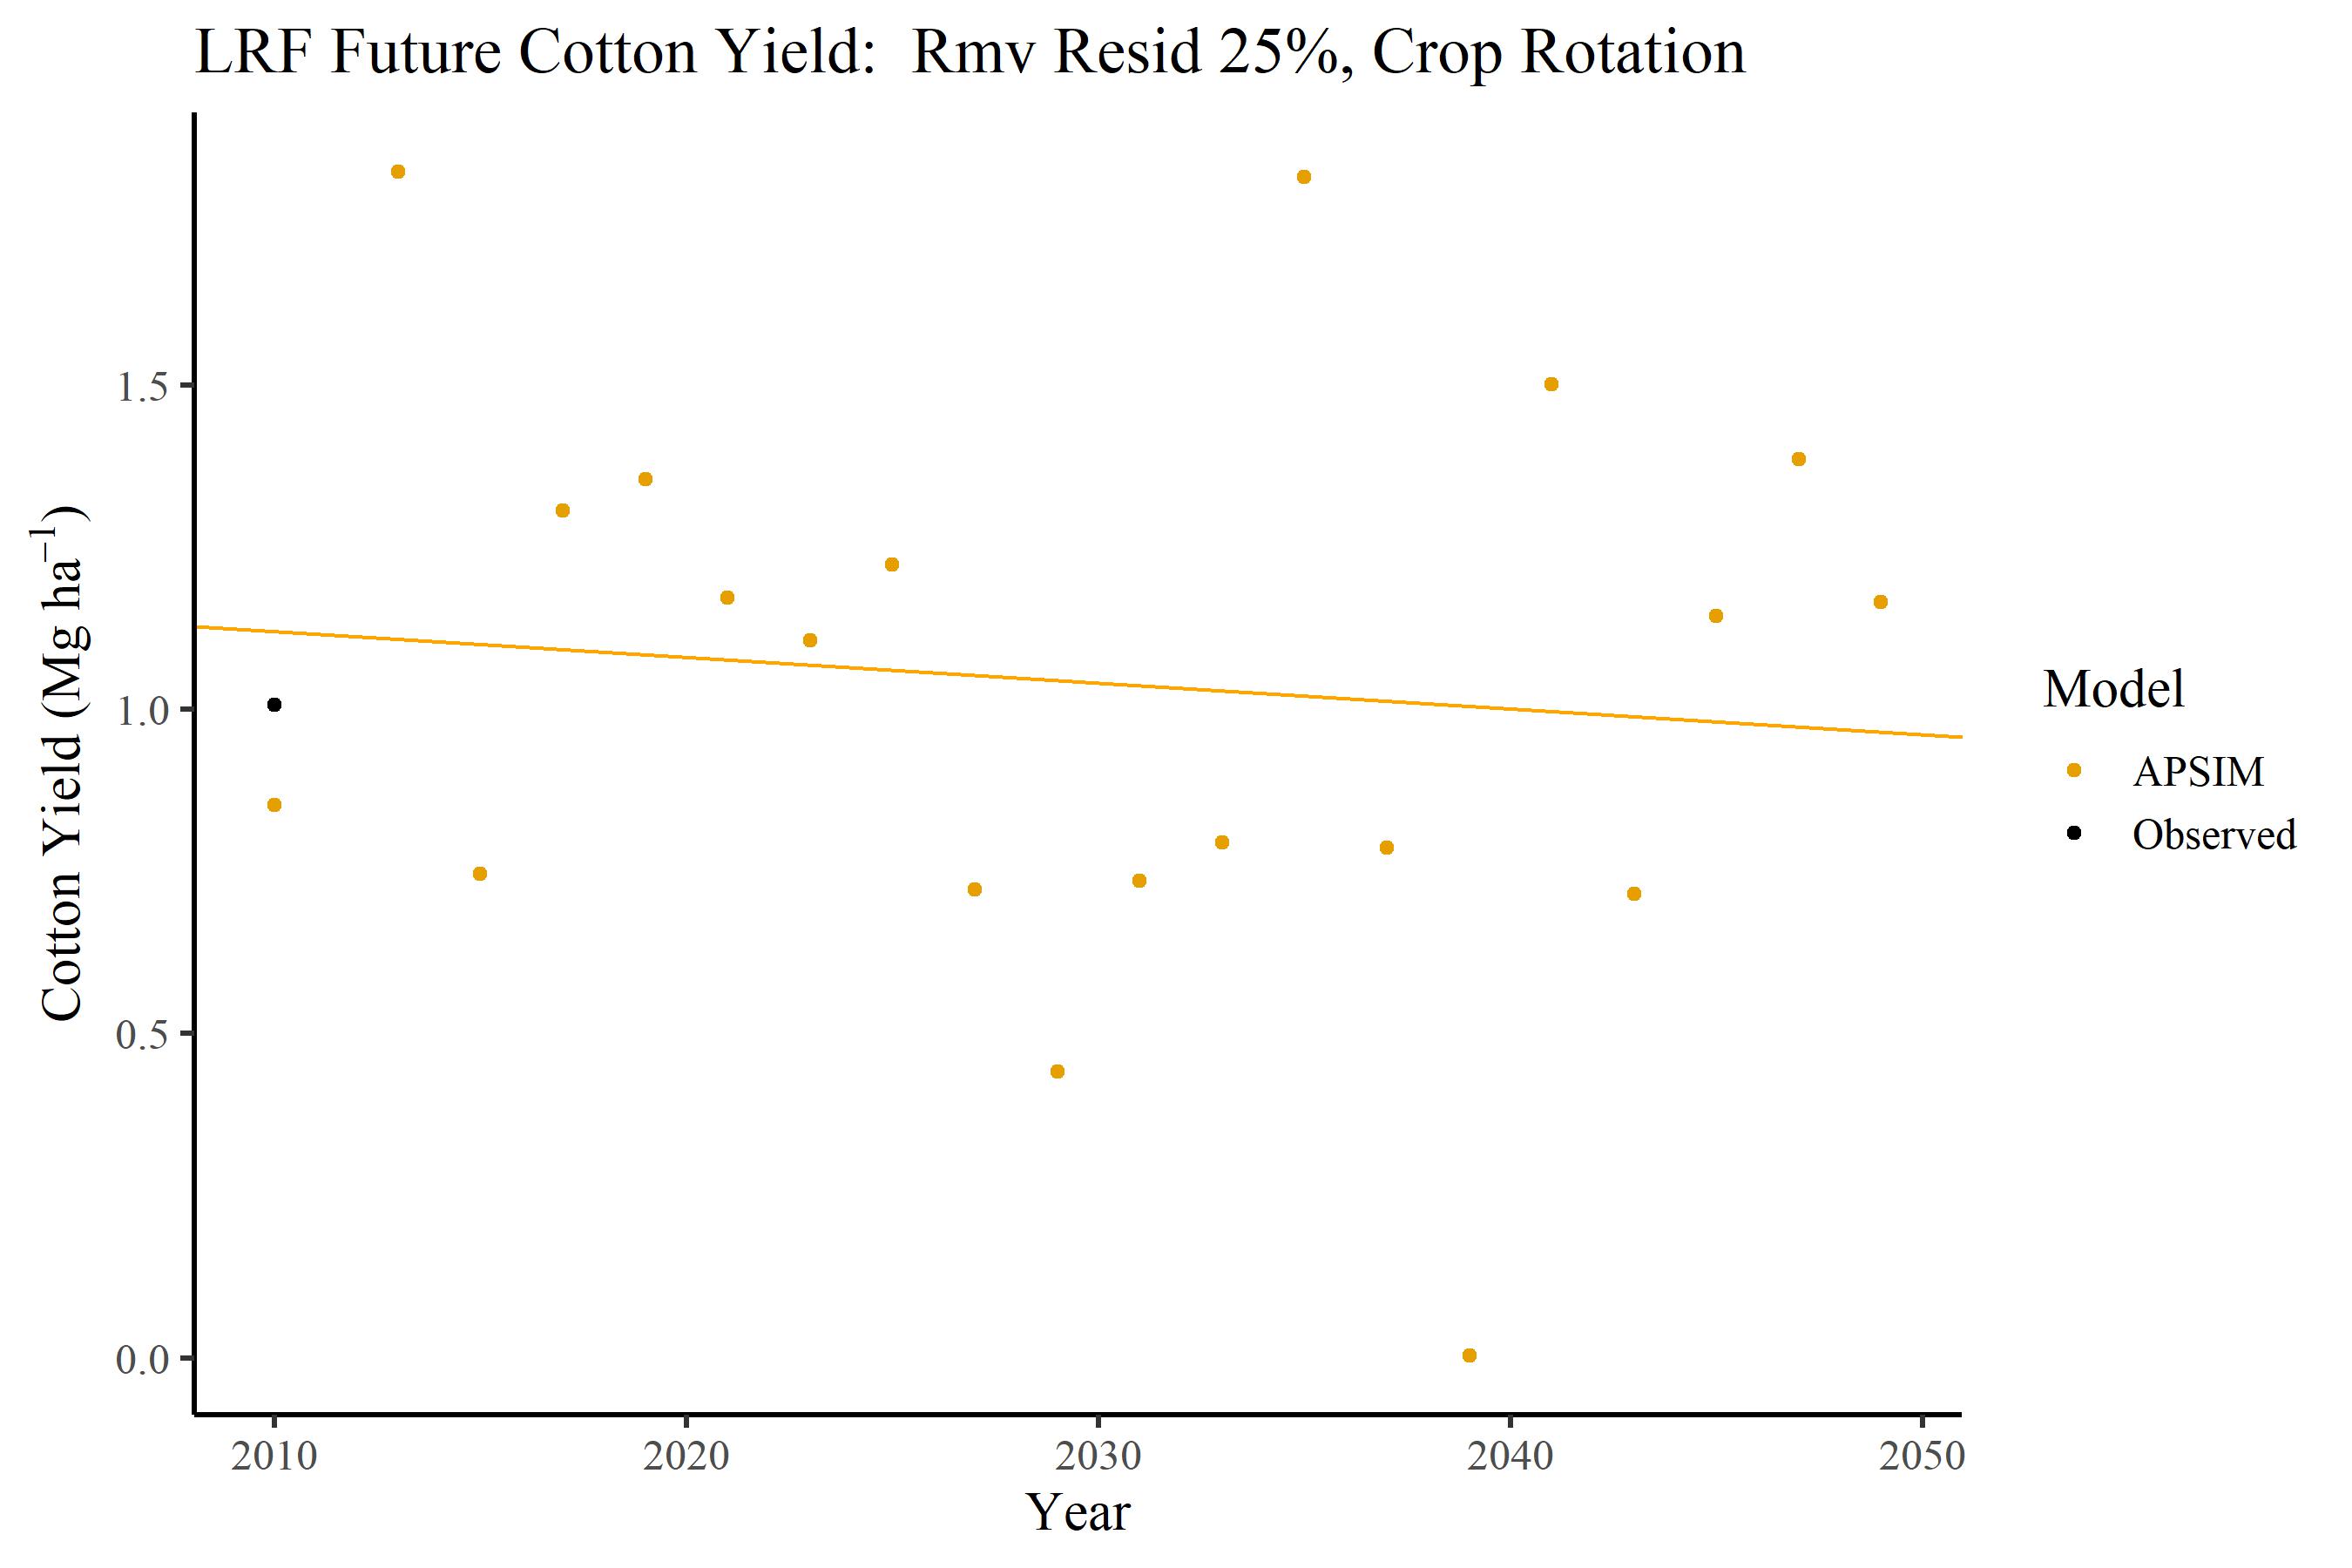 LRF Future Cotton Yield:  Rmv Resid 25%, Crop Rotation
Cotton Yield (Mg ha⁻¹)
1.5
1.0
0.5
0.0
2010 2020 2030 2040 2050
Year
Model
APSIM
Observed